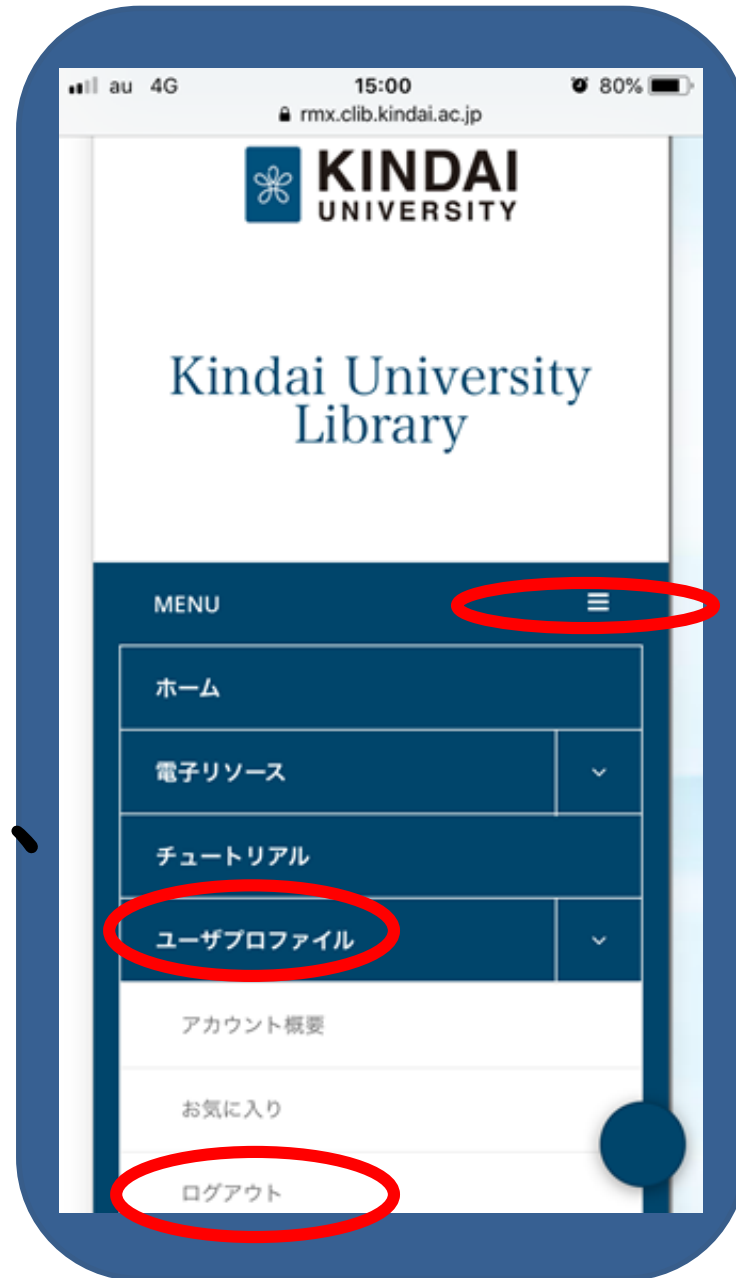 au 4G 15:00 80%
rmx.clib.kindai.ac.jp
KINDAI
UNIVERSITY
Kindai University
Library
MENU
ホーム
電子リソース
チュートリアル
ユーザプロファイル
アカウント概要
お気に入り
ログアウト